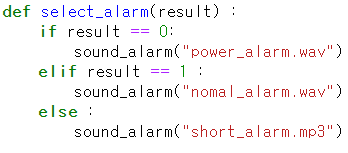 def select_alarm(result) :
    if result == 0:
        sound_alarm("power_alarm.wav")
    elif result == 1 :
        sound_alarm("nomal_alarm.wav")
    else :
        sound_alarm("short_alarm.mp3")